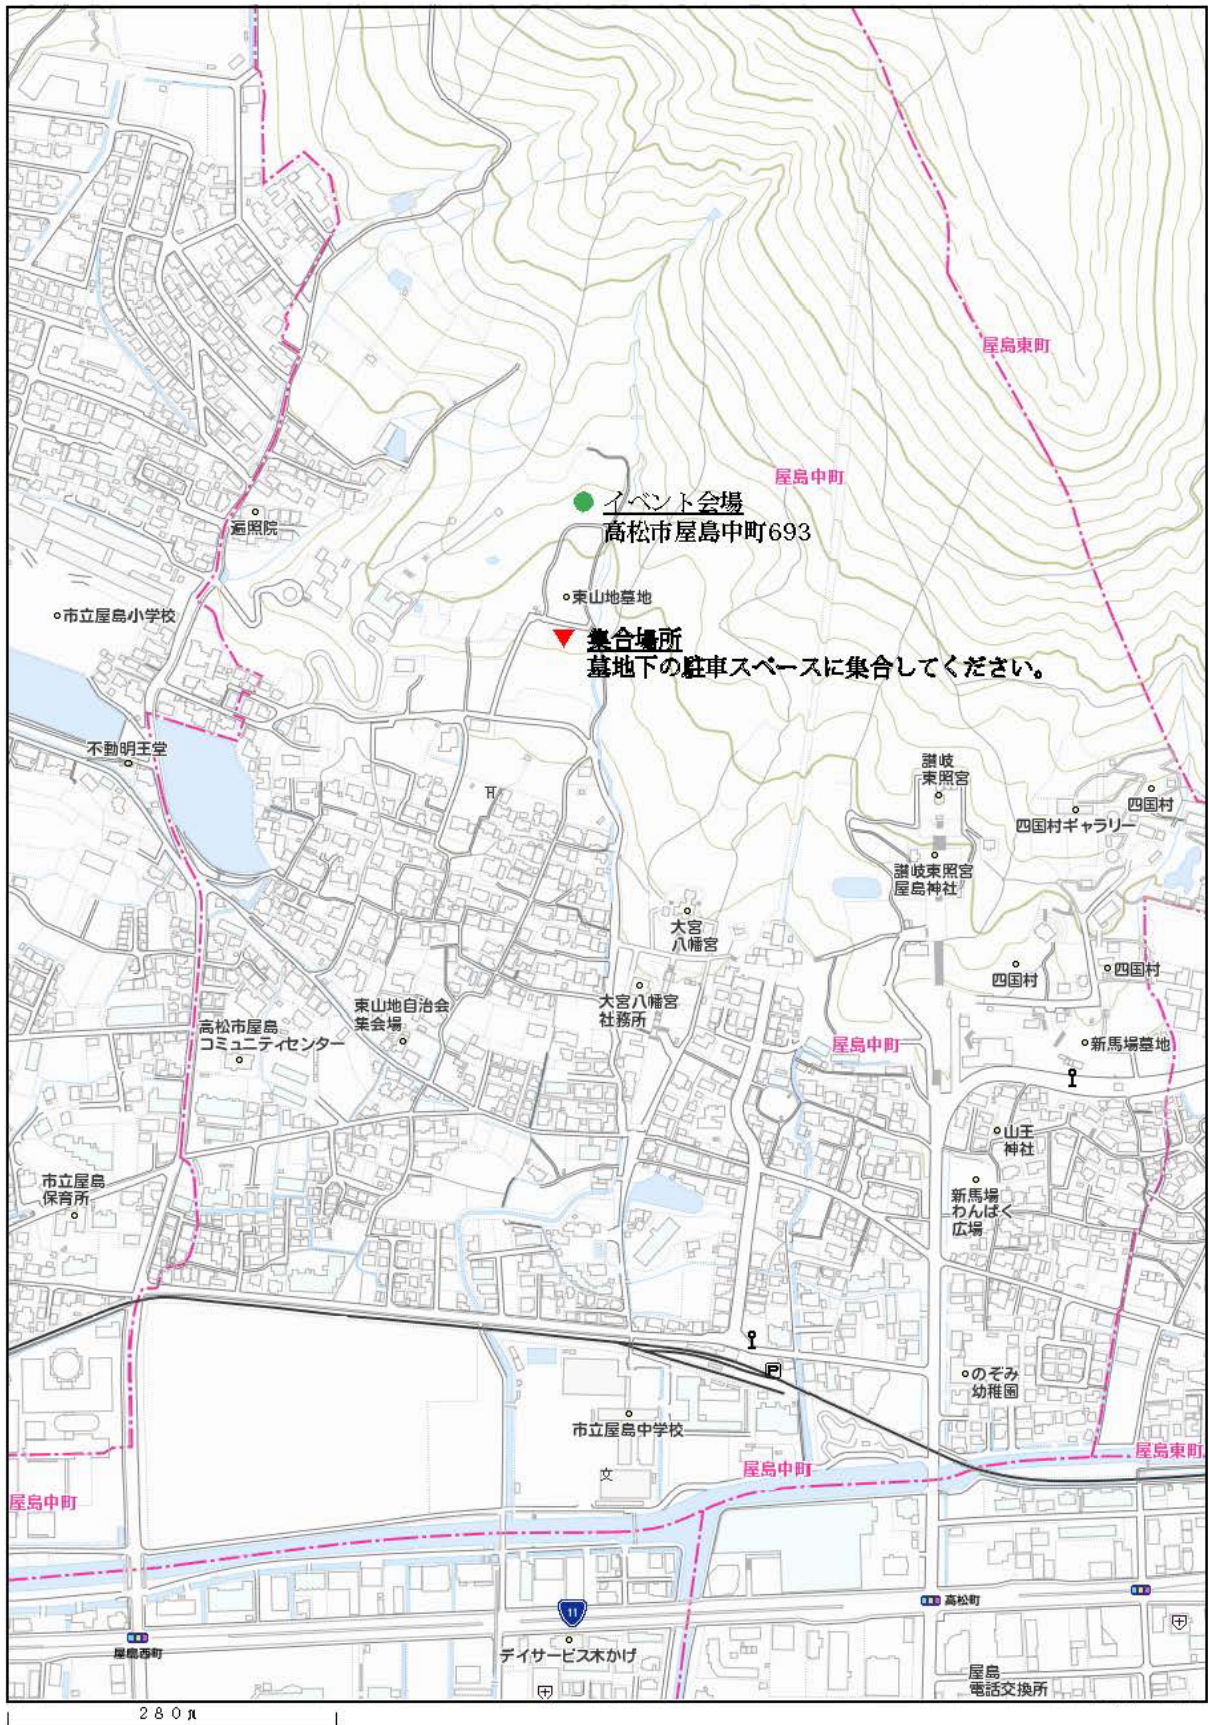 屋島東町
屋島中町
イベント会場
高松市屋島中町693
遍照院
東山地墓地
市立屋島小学校
集合場所
墓地下の駐車スペースに集合してください。
不動明王堂
讃岐
東照宮
四国村
四国村ギャラリー
讃岐東照宮
屋島神社
大宮
八幡宮
四国村
四国村
大宮八幡宮
社務所
東山地自治会
集会場
高松市屋島
コミュニティセンター
屋島中町
新馬場墓地
山王
神社
市立屋島
保育所
新馬場
わんぱく
広場
P
のぞみ
幼稚園
市立屋島中学校
屋島東町
屋島中町
文
屋島中町
11
高松町
屋島西町
デイサービス木かげ
屋島
電話交換所
280m